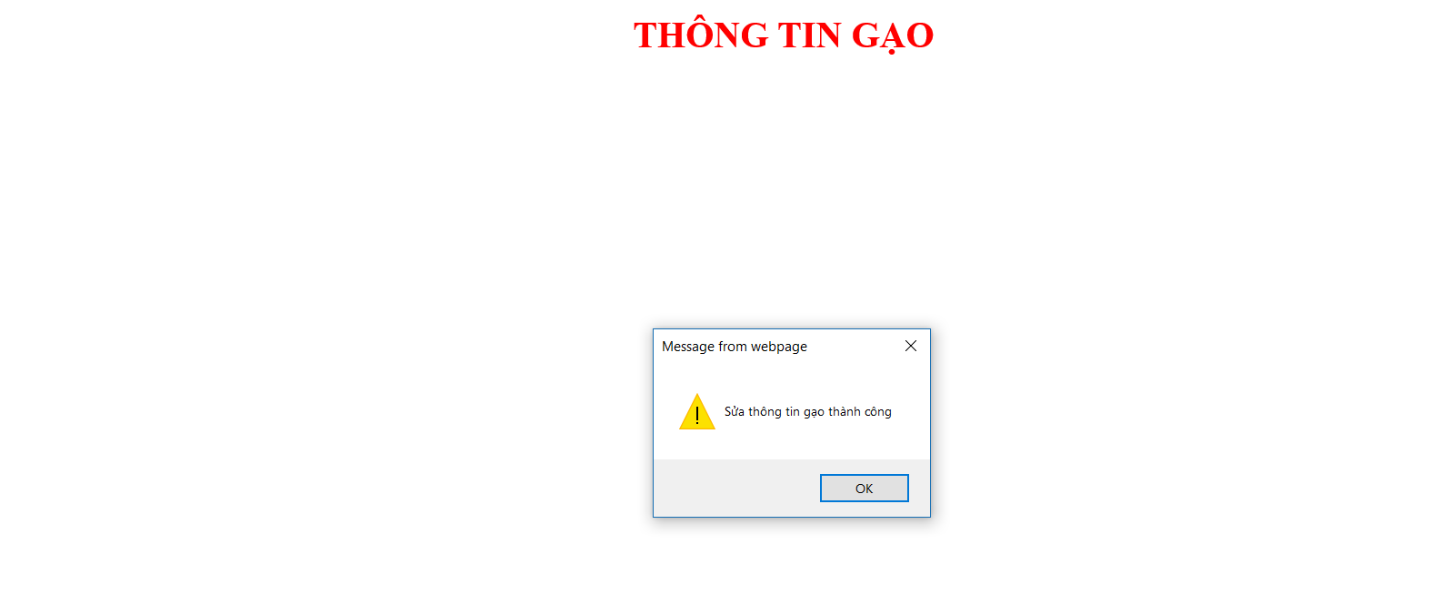 THÔNG TIN GẠO
Message from webpage
Sửa thông tin gạo thành công
OK